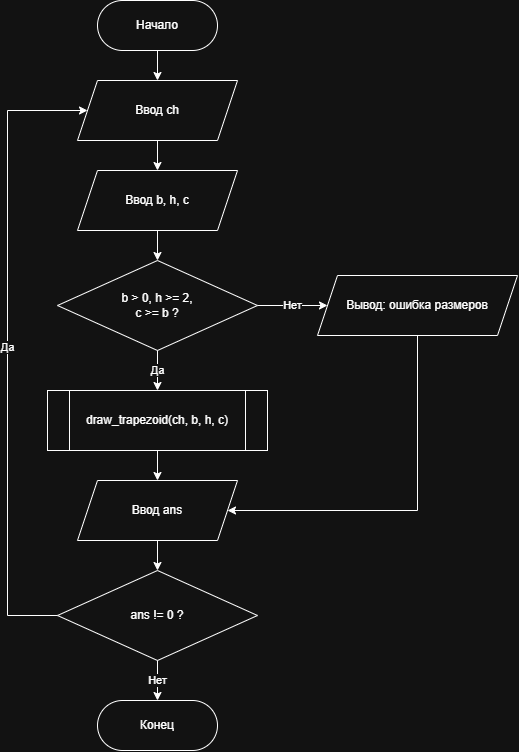 Начало
Ввод ch
Ввод b, h, c
b > 0, h >= 2,
c >= b ?
Нет
Вывод: ошибка размеров
Да
Да
draw_trapezoid(ch, b, h, c)
Ввод ans
ans != 0 ?
Нет
Конец